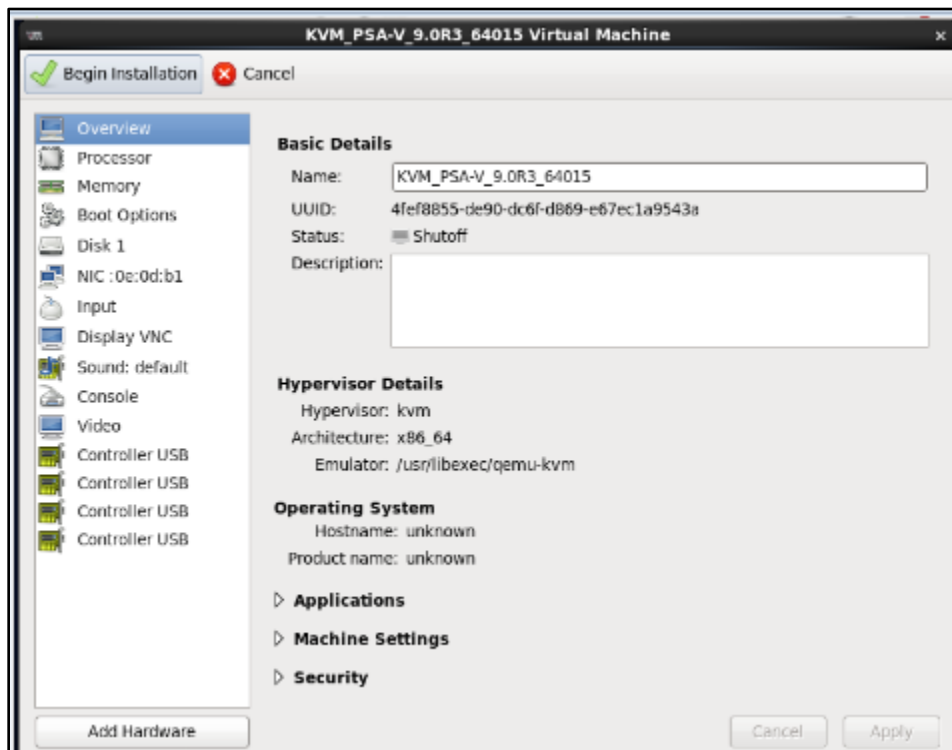 KVM_PSA-V_9.0R3_64015 Virtual Machine
Begin Installation Cancel
Overview
Processor
Memory
Boot Options
Disk 1
NIC :0e:0d:b1
Input
Display VNC
Sound: default
Console
Video
Controller USB
Controller USB
Controller USB
Controller USB
Add Hardware
Basic Details
Name: KVM_PSA-V_9.0R3_64015
UUID: 4fef8855-de90-dc6f-d869-e67ec1a9543a
Status: Shutoff
Description:
Hypervisor Details
Hypervisor: kvm
Architecture: x86_64
Emulator: /usr/libexec/qemu-kvm
Operating System
Hostname: unknown
Product name: unknown
Applications
Machine Settings
Security
Cancel Apply